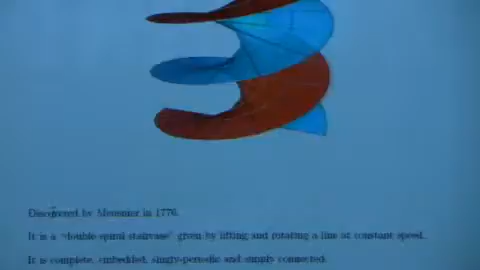 Discovered by Meusnier in 1776.
It is a "double spiral staircase" given by lifting and rotating a line at constant speed.
It is complete, embedded, singly-periodic and simply connected.